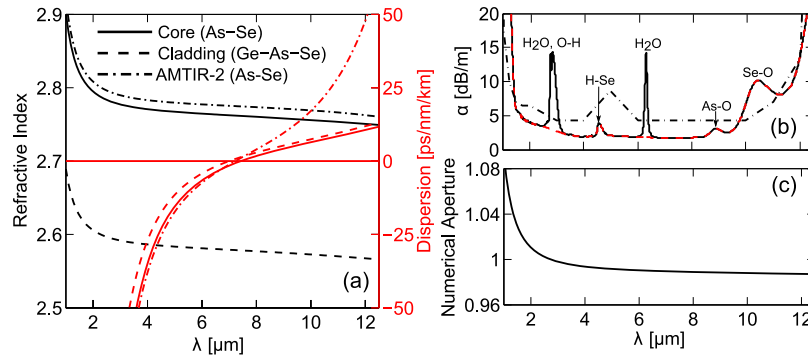 2.9
2.8
2.7
2.6
2.5
Refractive Index
Core (As–Se)
Cladding (Ge–As–Se)
AMTIR-2 (As-Se)
50
25
0
−25
−50
Dispersion [ps/nm/km]
(a)
2 4 6 8 10 12
λ [μm]
20
15
10
5
0
α [dB/m]
H2O, O-H
H-Se
H2O
As-O
Se-O
(b)
1.08
1.04
1
0.96
Numerical Aperture
(c)
2 4 6 8 10 12
λ [μm]